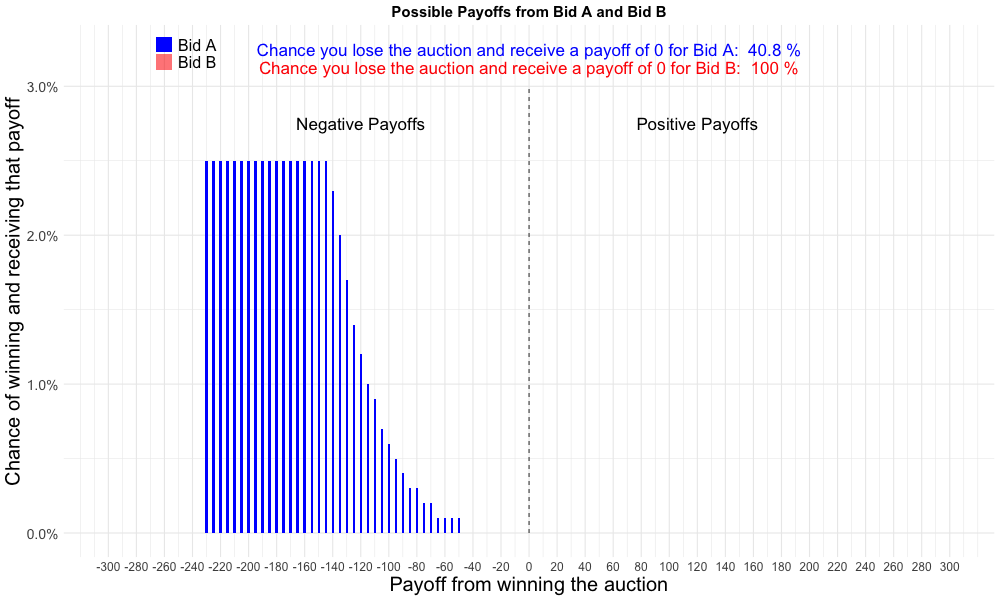 Possible Payoffs from Bid A and Bid B
Bid A
Bid B
Chance you lose the auction and receive a payoff of 0 for Bid A:  40.8 %
Chance you lose the auction and receive a payoff of 0 for Bid B:  100 %
Negative Payoffs
Positive Payoffs
Chance of winning and receiving that payoff
3.0%
2.0%
1.0%
0.0%
-300 -280 -260 -240 -220 -200 -180 -160 -140 -120 -100 -80 -60 -40 -20 0 20 40 60 80 100 120 140 160 180 200 220 240 260 280 300
Payoff from winning the auction